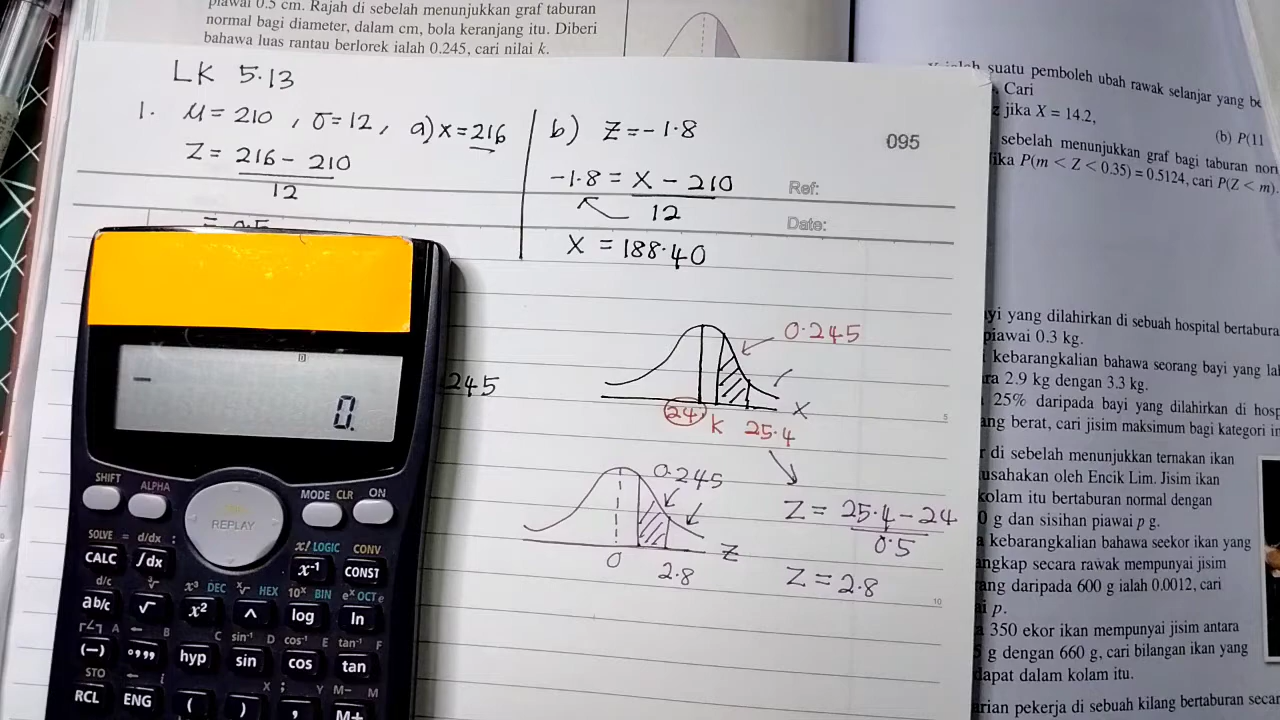 piawai 0.5 cm. Rajah di sebelah menunjukkan graf taburan
normal bagi diameter, dalam cm, bola keranjang itu. Diberi
bahawa luas rantau berlorek ialah 0.245, cari nilai k.
LK 5.13
1. μ = 210 , σ = 12 , a) x = 216
Z = 216 - 210
12
= 0.5
b) Z = -1.8
-1.8 = X - 210
12
X = 188.40
095
Ref:
Date:
245
0.245
24 K 25.4 X
5
0.245
0 2.8 Z
Z = 25.4 - 24
0.5
Z = 2.8
10
suatu pemboleh ubah rawak selanjar yang
Cari
z jika X = 14.2,
(b) P(11
sebelah menunjukkan graf bagi taburan
P(m < Z < 0.35) = 0.5124, cari P(Z < m)
yang dilahirkan di sebuah hospital
piawai 0.3 kg.
kebarangkalian bahawa seorang bayi yang
2.9 kg dengan 3.3 kg.
25% daripada bayi yang dilahirkan di
berat, cari jisim maksimum bagi kategori
di sebelah menunjukkan ternakan ikan
oleh Encik Lim. Jisim ikan
kolam itu bertaburan normal dengan
g dan sisihan piawai p g.
kebarangkalian bahawa seekor ikan yang
secara rawak mempunyai jisim
daripada 600 g ialah 0.0012, cari
p.
350 ekor ikan mempunyai jisim antara
g dengan 660 g, cari bilangan ikan yang
dalam kolam itu.
pekerja di sebuah kilang bertaburan
D
0.
SHIFT ALPHA REPLAY MODE CLR ON
SOLVE = d/dx : x! LOGIC CONV
CALC ∫dx x⁻¹ CONST
d/c ³√ x³ DEC ˣ√ HEX 10ˣ BIN eˣ OCT e
ab/c √ x² ^ log ln
A ← B C sin⁻¹ D cos⁻¹ E tan⁻¹ F
(−) °,,, hyp sin cos tan
STO ← i X ; Y M− M
RCL ENG ( ) , M+